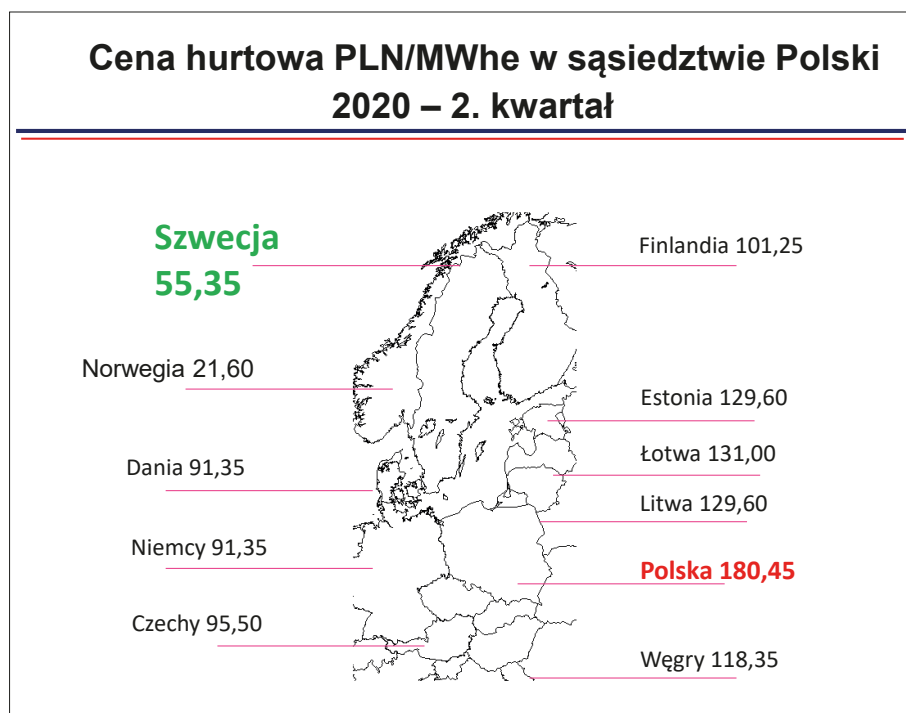 Cena hurtowa PLN/MWhe w sąsiedztwie Polski
2020 – 2. kwartał
Szwecja
55,35
Finlandia 101,25
Norwegia 21,60
Estonia 129,60
Łotwa 131,00
Dania 91,35
Litwa 129,60
Niemcy 91,35
Polska 180,45
Czechy 95,50
Węgry 118,35